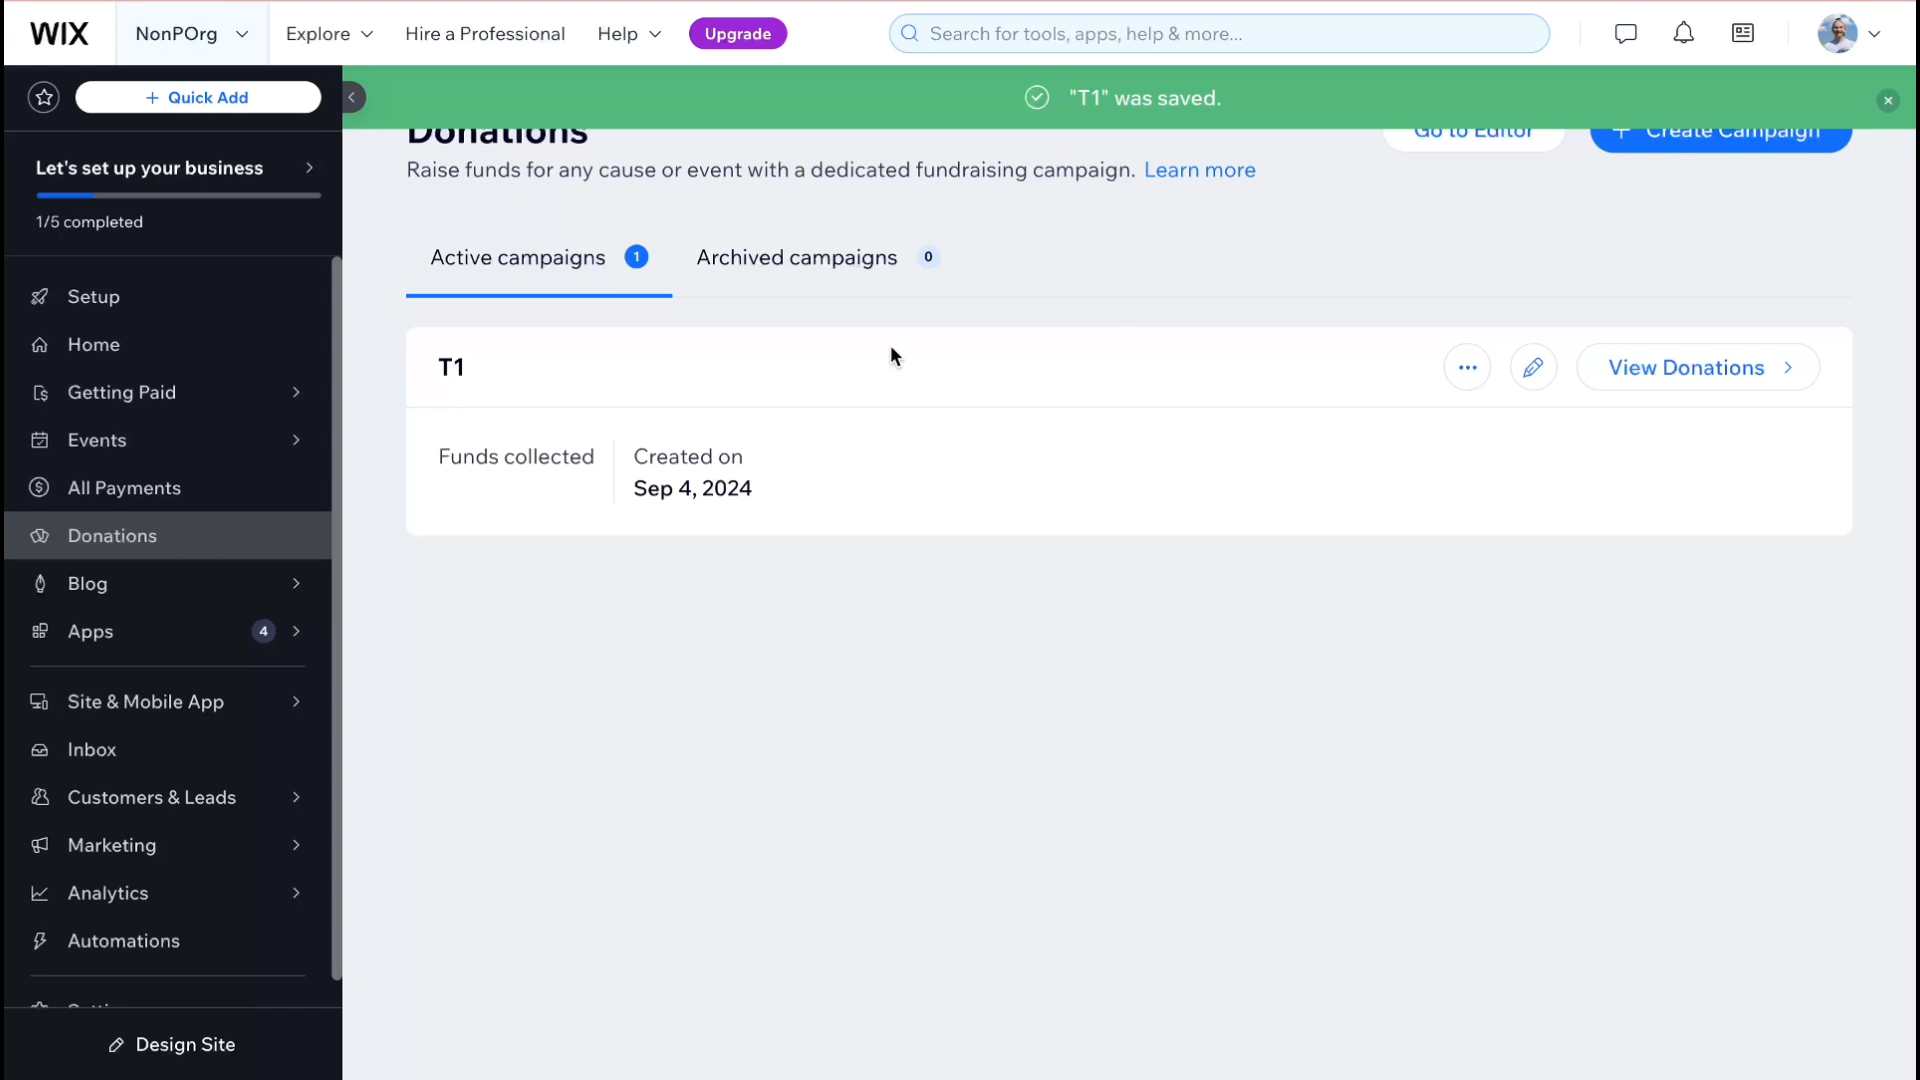 WIX
NonPOrg
Explore
Hire a Professional
Help
Upgrade
Search for tools, apps, help & more...
+ Quick Add
"T1" was saved.
Let's set up your business
1/5 completed
Setup
Home
Getting Paid
Events
All Payments
Donations
Blog
Apps 4
Site & Mobile App
Inbox
Customers & Leads
Marketing
Analytics
Automations
Design Site
Donations
Go to Editor
+ Create Campaign
Raise funds for any cause or event with a dedicated fundraising campaign. Learn more
Active campaigns 1
Archived campaigns 0
T1
View Donations
Funds collected
Created on
Sep 4, 2024